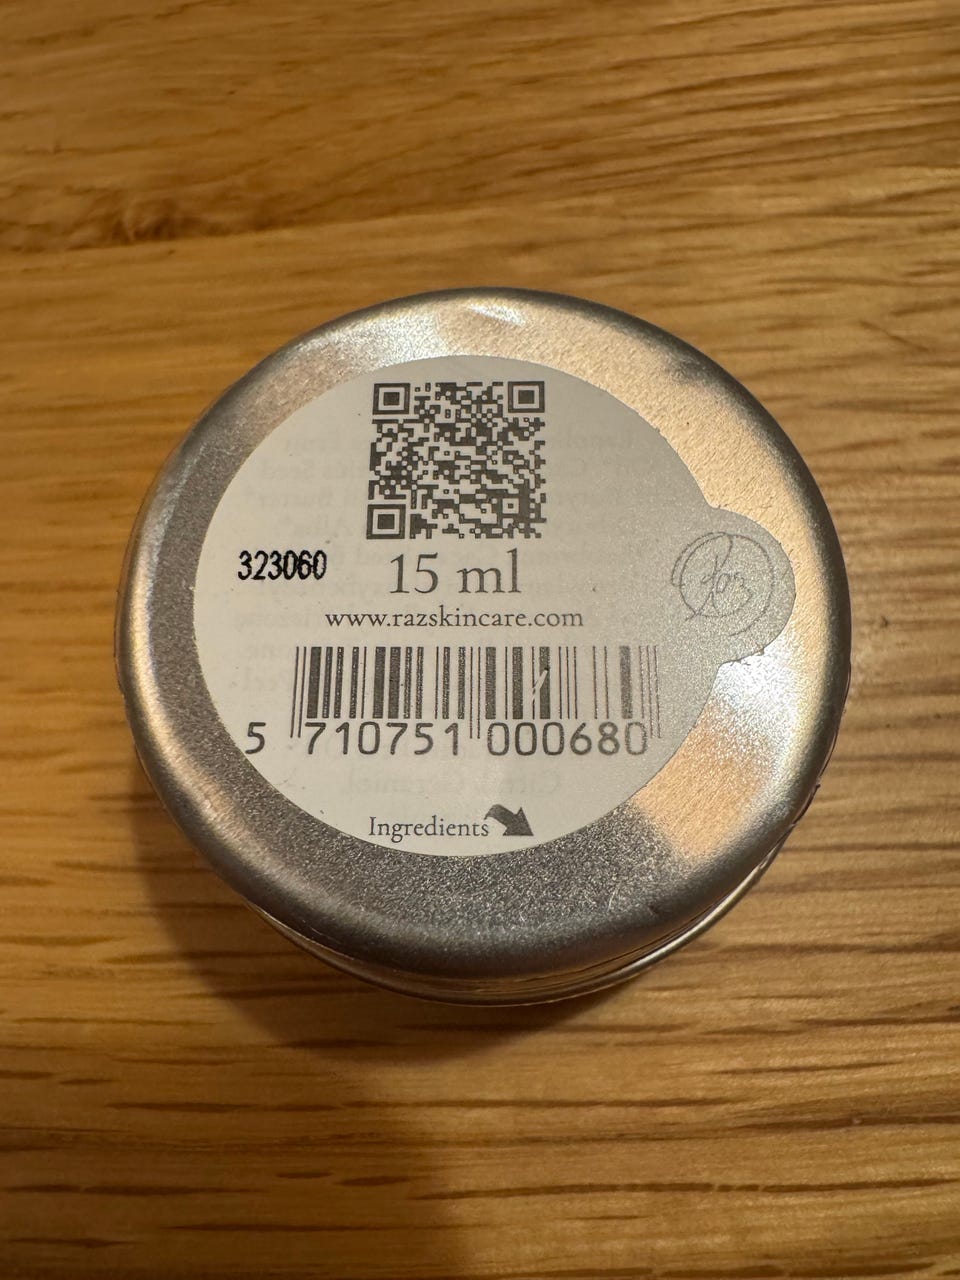 323060
15 ml
www.razskincare.com
5 710751 000680
Ingredients